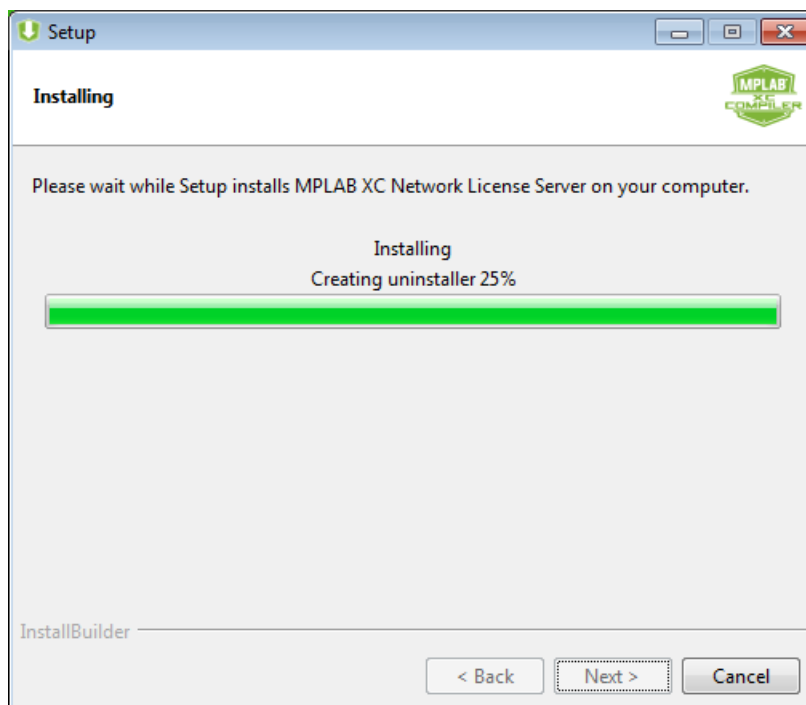 Setup
Installing
MPLAB
XC
COMPILER
Please wait while Setup installs MPLAB XC Network License Server on your computer.
Installing
Creating uninstaller 25%
InstallBuilder
< Back
Next >
Cancel